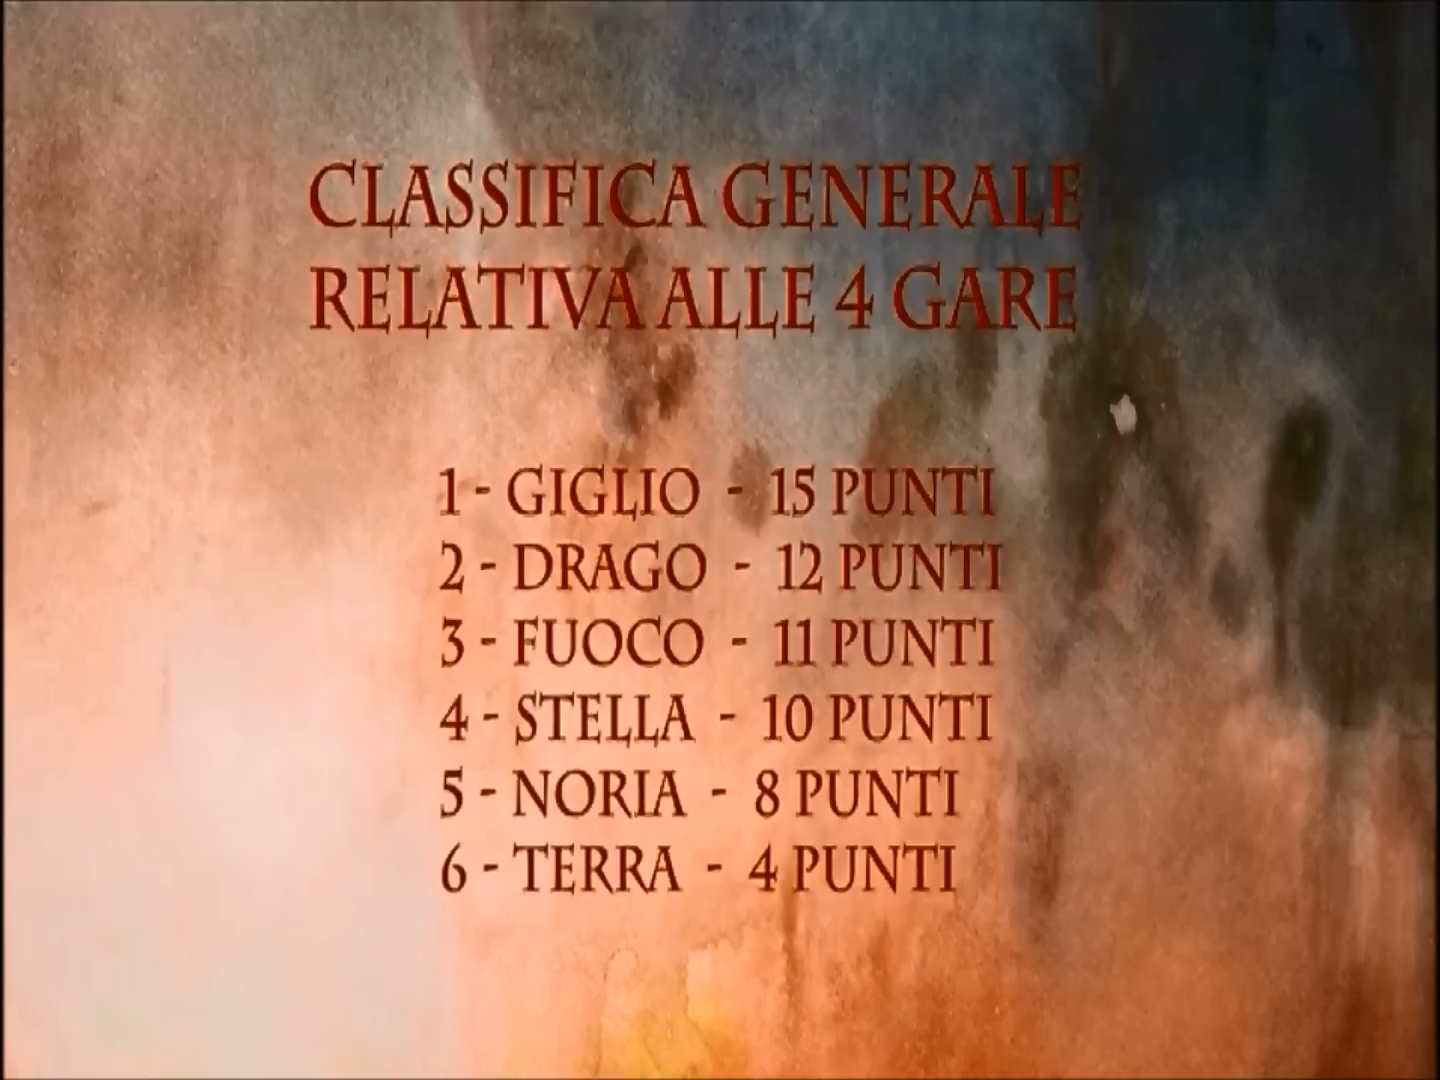 CLASSIFICA GENERALE
RELATIVA ALLE 4 GARE
1 - GIGLIO - 15 PUNTI
2 - DRAGO - 12 PUNTI
3 - FUOCO - 11 PUNTI
4 - STELLA - 10 PUNTI
5 - NORIA - 8 PUNTI
6 - TERRA - 4 PUNTI